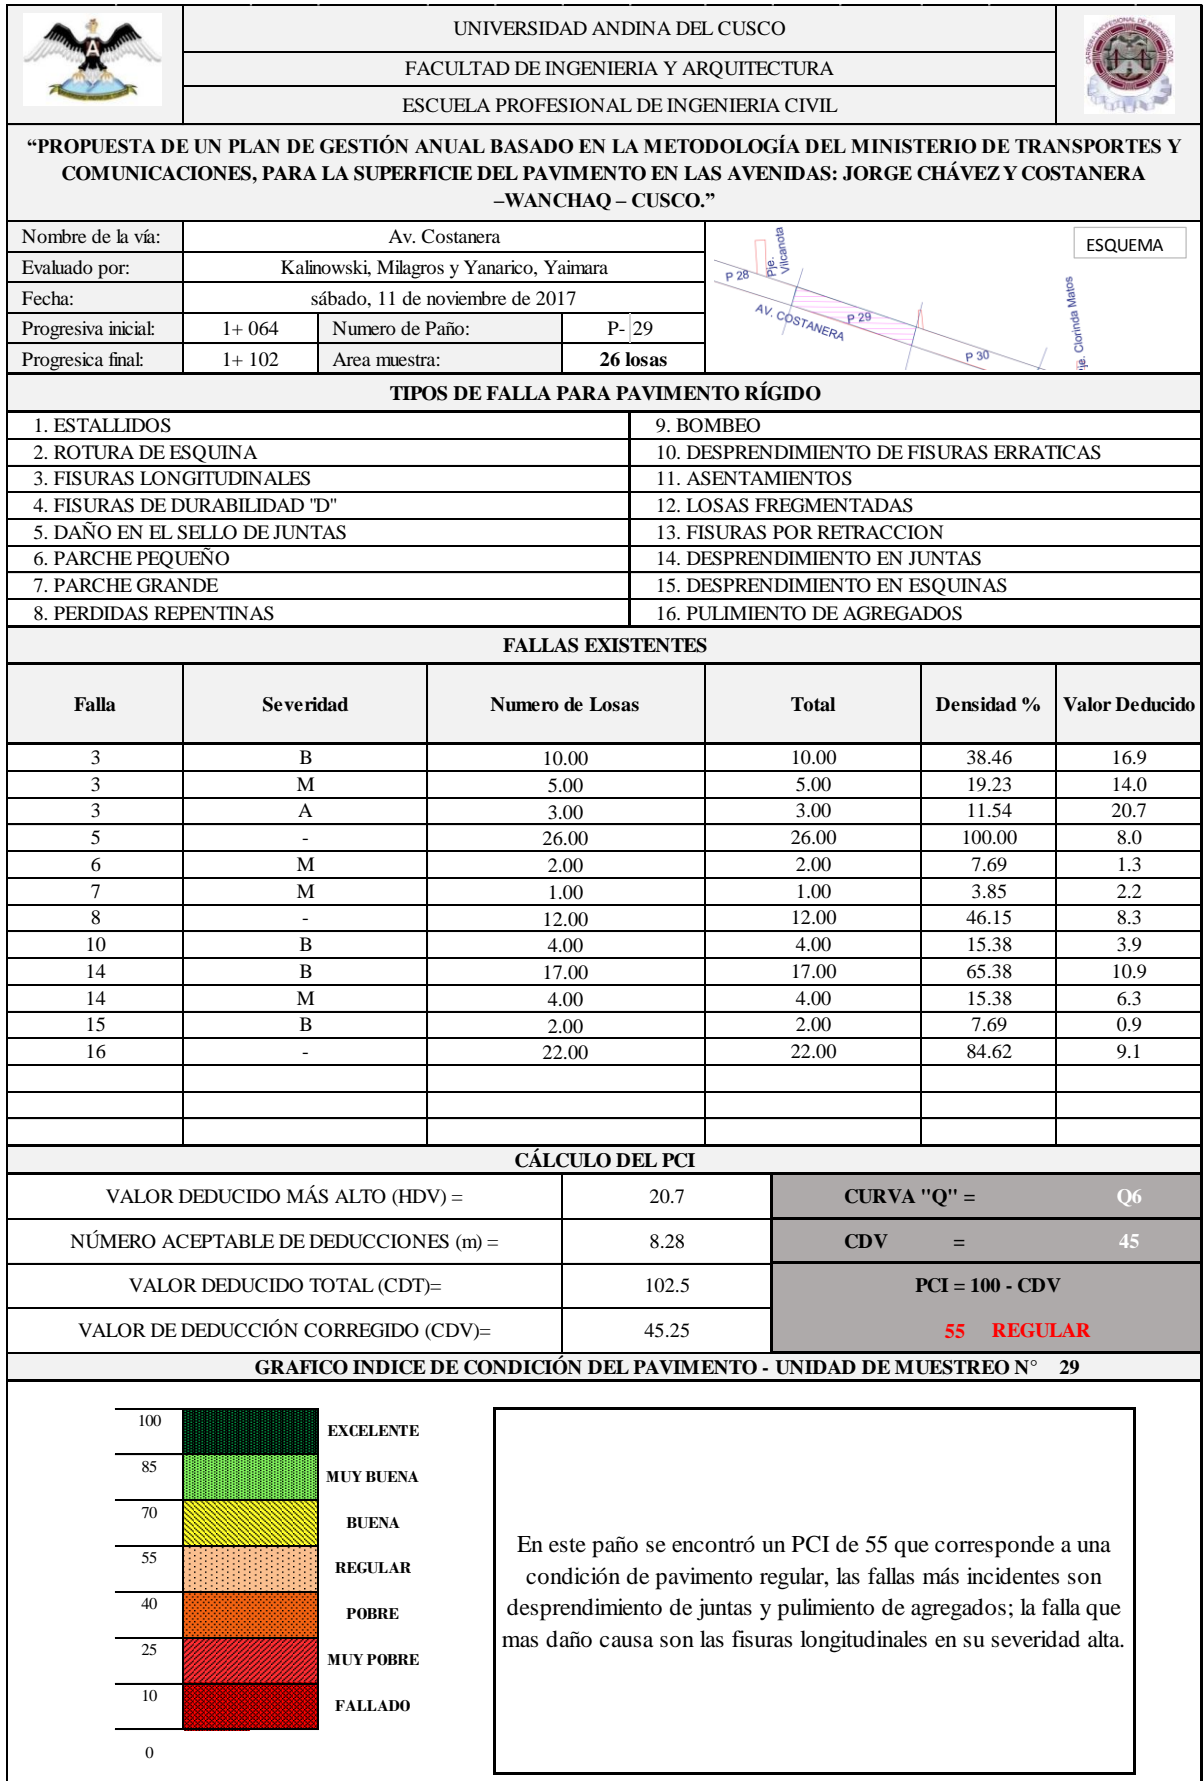 UNIVERSIDAD ANDINA DEL CUSCO
FACULTAD DE INGENIERIA Y ARQUITECTURA
ESCUELA PROFESIONAL DE INGENIERIA CIVIL
“PROPUESTA DE UN PLAN DE GESTIÓN ANUAL BASADO EN LA METODOLOGÍA DEL MINISTERIO DE TRANSPORTES Y
COMUNICACIONES, PARA LA SUPERFICIE DEL PAVIMENTO EN LAS AVENIDAS: JORGE CHÁVEZ Y COSTANERA
–WANCHAQ – CUSCO.”
Nombre de la vía: Av. Costanera
Evaluado por: Kalinowski, Milagros y Yanarico, Yaimara
Fecha: sábado, 11 de noviembre de 2017
Progresiva inicial: 1+ 064 Numero de Paño: P- 29
Progresica final: 1+ 102 Area muestra: 26 losas
ESQUEMA
Pje. Vilcanota
P 28
AV. COSTANERA
P 29
P 30
je. Clorinda Matos
TIPOS DE FALLA PARA PAVIMENTO RÍGIDO
1. ESTALLIDOS 9. BOMBEO
2. ROTURA DE ESQUINA 10. DESPRENDIMIENTO DE FISURAS ERRATICAS
3. FISURAS LONGITUDINALES 11. ASENTAMIENTOS
4. FISURAS DE DURABILIDAD "D" 12. LOSAS FREGMENTADAS
5. DAÑO EN EL SELLO DE JUNTAS 13. FISURAS POR RETRACCION
6. PARCHE PEQUEÑO 14. DESPRENDIMIENTO EN JUNTAS
7. PARCHE GRANDE 15. DESPRENDIMIENTO EN ESQUINAS
8. PERDIDAS REPENTINAS 16. PULIMIENTO DE AGREGADOS
FALLAS EXISTENTES
Falla Severidad Numero de Losas Total Densidad % Valor Deducido
3 B 10.00 10.00 38.46 16.9
3 M 5.00 5.00 19.23 14.0
3 A 3.00 3.00 11.54 20.7
5 - 26.00 26.00 100.00 8.0
6 M 2.00 2.00 7.69 1.3
7 M 1.00 1.00 3.85 2.2
8 - 12.00 12.00 46.15 8.3
10 B 4.00 4.00 15.38 3.9
14 B 17.00 17.00 65.38 10.9
14 M 4.00 4.00 15.38 6.3
15 B 2.00 2.00 7.69 0.9
16 - 22.00 22.00 84.62 9.1
CÁLCULO DEL PCI
VALOR DEDUCIDO MÁS ALTO (HDV) = 20.7 CURVA "Q" = Q6
NÚMERO ACEPTABLE DE DEDUCCIONES (m) = 8.28 CDV = 45
VALOR DEDUCIDO TOTAL (CDT)= 102.5 PCI = 100 - CDV
VALOR DE DEDUCCIÓN CORREGIDO (CDV)= 45.25 55 REGULAR
GRAFICO INDICE DE CONDICIÓN DEL PAVIMENTO - UNIDAD DE MUESTREO N° 29
100 EXCELENTE
85 MUY BUENA
70 BUENA
55 REGULAR
40 POBRE
25 MUY POBRE
10 FALLADO
0
En este paño se encontró un PCI de 55 que corresponde a una
condición de pavimento regular, las fallas más incidentes son
desprendimiento de juntas y pulimiento de agregados; la falla que
mas daño causa son las fisuras longitudinales en su severidad alta.